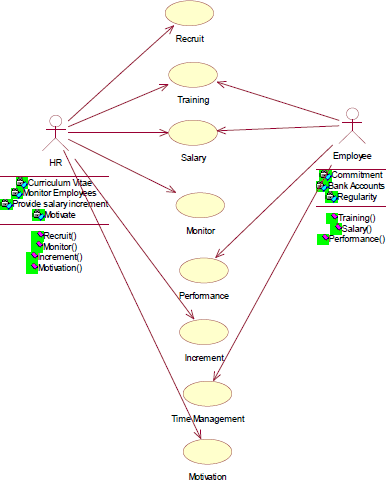 Recruit
Training
Salary
HR
Employee
Curriculum Vitae
Monitor Employees
Provide salary increment
Motivate
Recruit()
Monitor()
Increment()
Motivation()
Commitment
Bank Accounts
Regularity
Training()
Salary()
Performance()
Monitor
Performance
Increment
Time Management
Motivation